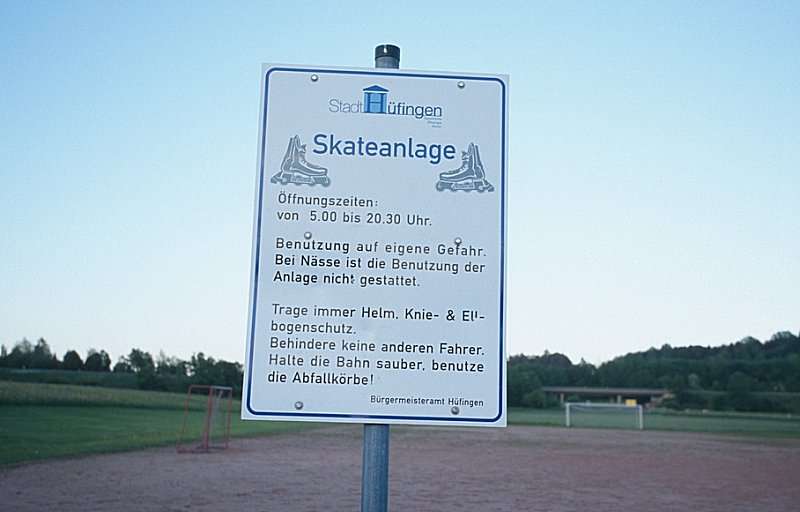 Stadt Hüfingen
Skateanlage
Öffnungszeiten:
von 5.00 bis 20.30 Uhr.
Benutzung auf eigene Gefahr.
Bei Nässe ist die Benutzung der
Anlage nicht gestattet.
Trage immer Helm, Knie- & Ell-
bogenschutz.
Behindere keine anderen Fahrer.
Halte die Bahn sauber, benutze
die Abfallkörbe!
Bürgermeisteramt Hüfingen